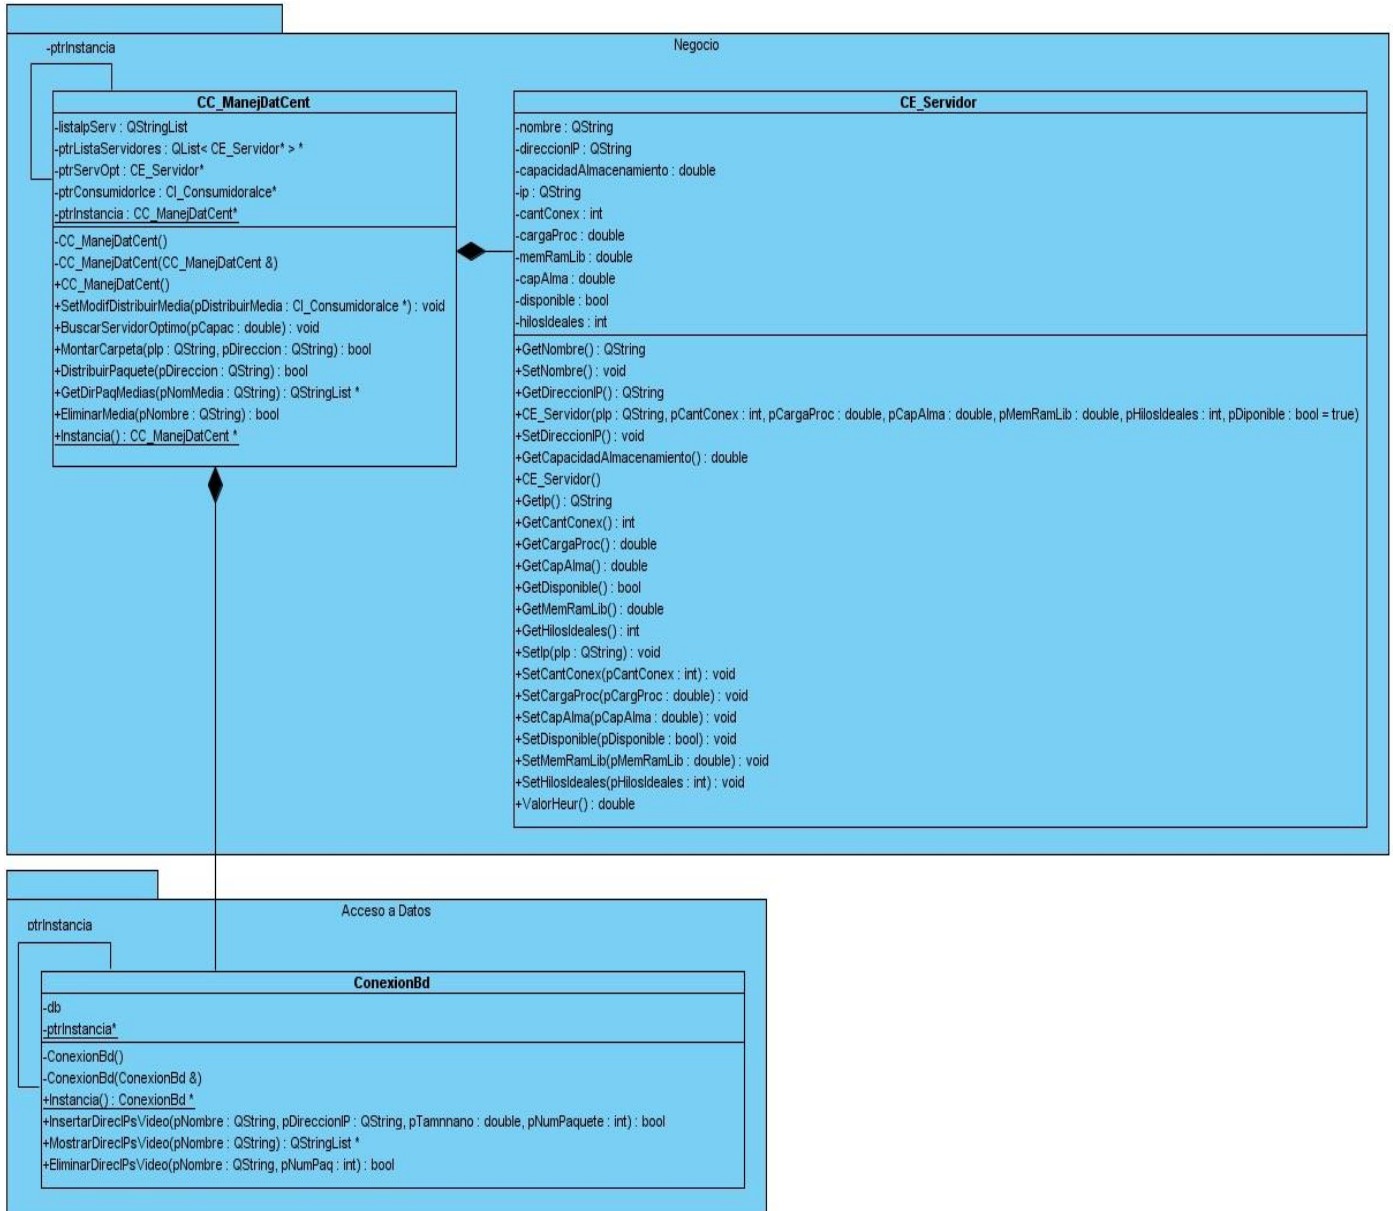 Negocio
-ptrInstancia
CC_ManejDatCent
-listaIpServ : QStringList
-ptrListaServidores : QList< CE_Servidor* > *
-ptrServOpt : CE_Servidor*
-ptrConsumidorIce : CI_ConsumidoraIce*
-ptrInstancia : CC_ManejDatCent*
-CC_ManejDatCent()
-CC_ManejDatCent(CC_ManejDatCent &)
+CC_ManejDatCent()
+SetModifDistribuirMedia(pDistribuirMedia : CI_ConsumidoraIce *) : void
+BuscarServidorOptimo(pCapac : double) : void
+MontarCarpeta(pIp : QString, pDireccion : QString) : bool
+DistribuirPaquete(pDireccion : QString) : bool
+GetDirPaqMedias(pNomMedia : QString) : QStringList *
+EliminarMedia(pNombre : QString) : bool
+Instancia() : CC_ManejDatCent *
CE_Servidor
-nombre : QString
-direccionIP : QString
-capacidadAlmacenamiento : double
-ip : QString
-cantConex : int
-cargaProc : double
-memRamLib : double
-capAlma : double
-disponible : bool
-hilosIdeales : int
+GetNombre() : QString
+SetNombre() : void
+GetDireccionIP() : QString
+CE_Servidor(pIp : QString, pCantConex : int, pCargaProc : double, pCapAlma : double, pMemRamLib : double, pHilosIdeales : int, pDiponible : bool = true)
+SetDireccionIP() : void
+GetCapacidadAlmacenamiento() : double
+CE_Servidor()
+GetIp() : QString
+GetCantConex() : int
+GetCargaProc() : double
+GetCapAlma() : double
+GetDisponible() : bool
+GetMemRamLib() : double
+GetHilosIdeales() : int
+SetIp(pIp : QString) : void
+SetCantConex(pCantConex : int) : void
+SetCargaProc(pCargProc : double) : void
+SetCapAlma(pCapAlma : double) : void
+SetDisponible(pDisponible : bool) : void
+SetMemRamLib(pMemRamLib : double) : void
+SetHilosIdeales(pHilosIdeales : int) : void
+ValorHeur() : double
Acceso a Datos
ptrInstancia
ConexionBd
-db
-ptrInstancia*
-ConexionBd()
-ConexionBd(ConexionBd &)
+Instancia() : ConexionBd *
+InsertarDirecIPsVideo(pNombre : QString, pDireccionIP : QString, pTamnnano : double, pNumPaquete : int) : bool
+MostrarDirecIPsVideo(pNombre : QString) : QStringList *
+EliminarDirecIPsVideo(pNombre : QString, pNumPaq : int) : bool